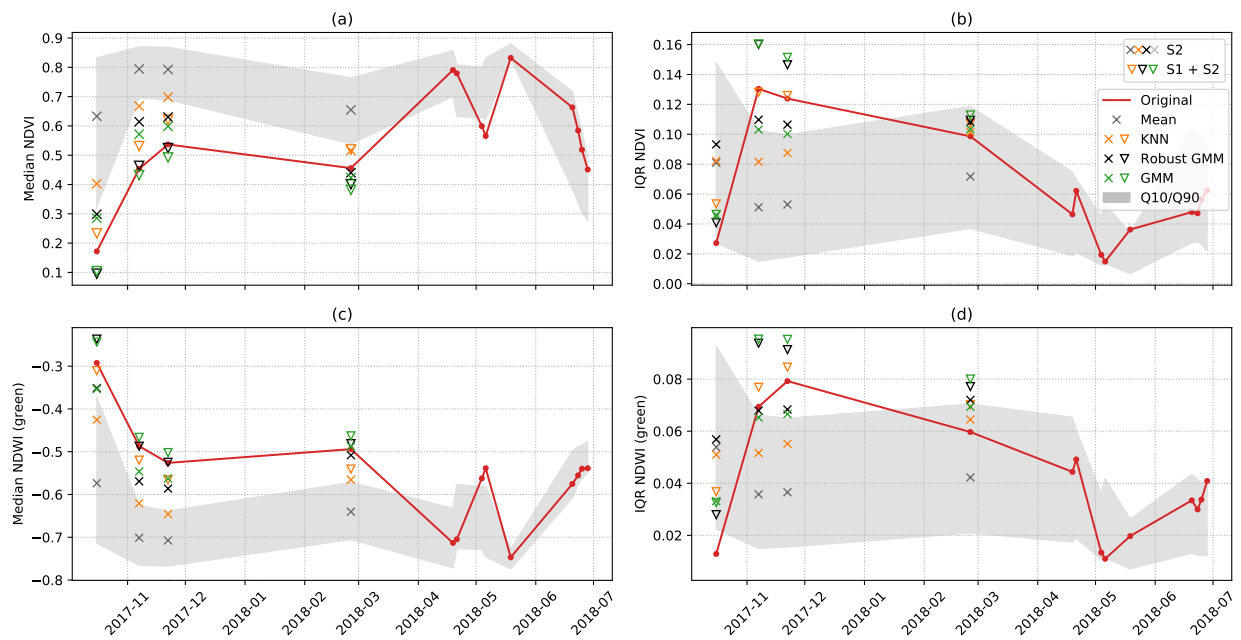 (a)
Median NDVI
0.9
0.8
0.7
0.6
0.5
0.4
0.3
0.2
0.1
(b)
IQR NDVI
0.16
0.14
0.12
0.10
0.08
0.06
0.04
0.02
0.00
S2
S1 + S2
Original
Mean
KNN
Robust GMM
GMM
Q10/Q90
(c)
Median NDWI (green)
−0.3
−0.4
−0.5
−0.6
−0.7
−0.8
2017-11
2017-12
2018-01
2018-02
2018-03
2018-04
2018-05
2018-06
2018-07
(d)
IQR NDWI (green)
0.08
0.06
0.04
0.02
2017-11
2017-12
2018-01
2018-02
2018-03
2018-04
2018-05
2018-06
2018-07